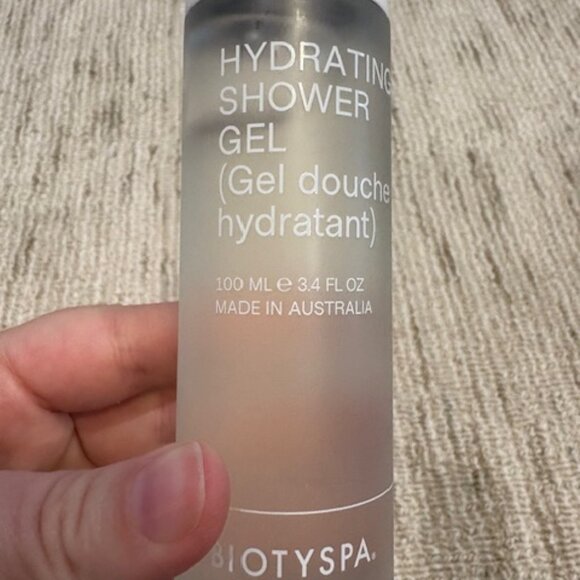 HYDRATING
SHOWER
GEL
(Gel douche
hydratant)
100 ML ℮ 3.4 FL OZ
MADE IN AUSTRALIA
BIOTYSPA®